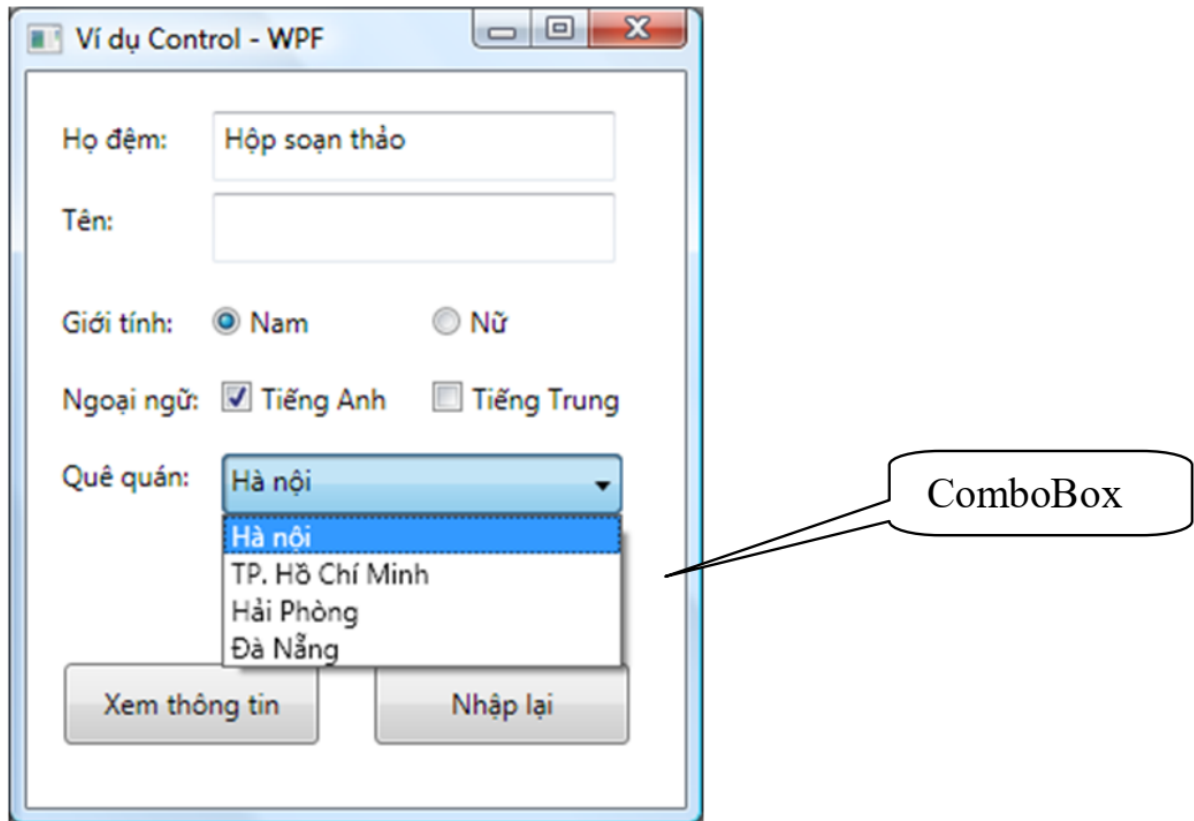 Ví dụ Control - WPF
Họ đệm: Hộp soạn thảo
Tên:
Giới tính: Nam Nữ
Ngoại ngữ: Tiếng Anh Tiếng Trung
Quê quán: Hà nội
Hà nội
TP. Hồ Chí Minh
Hải Phòng
Đà Nẵng
Xem thông tin Nhập lại
ComboBox